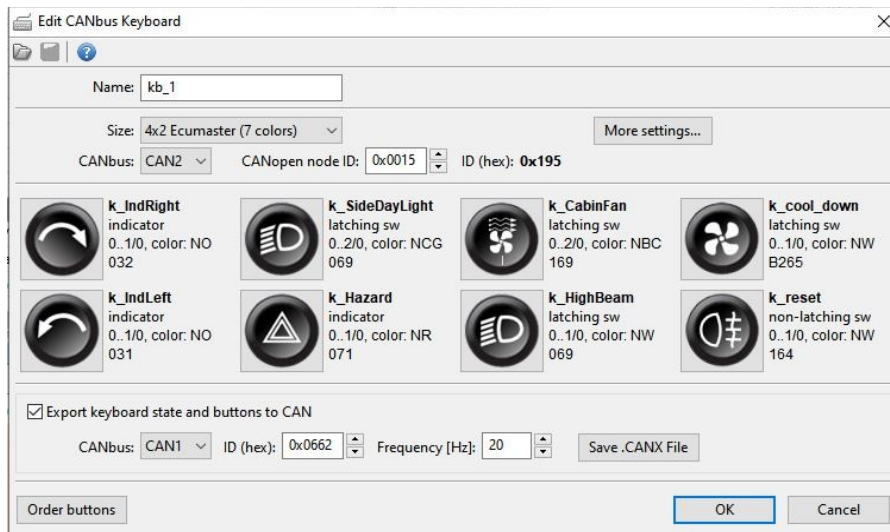 Edit CANbus Keyboard
Name: kb_1
Size: 4x2 Ecumaster (7 colors) More settings...
CANbus: CAN2 CANopen node ID: 0x0015 ID (hex): 0x195
k_IndRight
indicator
0..1/0, color: NO
032
k_SideDayLight
latching sw
0..2/0, color: NCG
069
k_CabinFan
latching sw
0..2/0, color: NBC
169
k_cool_down
latching sw
0..1/0, color: NW
B265
k_IndLeft
indicator
0..1/0, color: NO
031
k_Hazard
indicator
0..1/0, color: NR
071
k_HighBeam
latching sw
0..1/0, color: NW
069
k_reset
non-latching sw
0..1/0, color: NW
164
Export keyboard state and buttons to CAN
CANbus: CAN1 ID (hex): 0x0662 Frequency [Hz]: 20 Save .CANX File
Order buttons OK Cancel